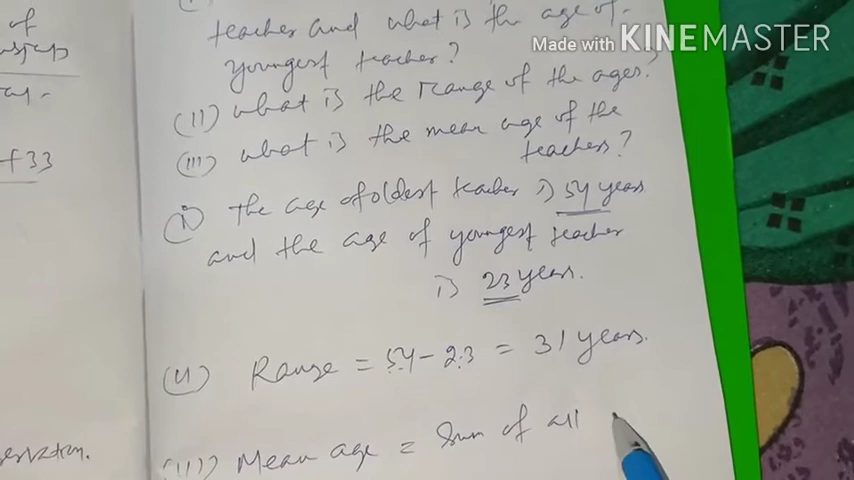 of
Made with KINEMASTER
teacher and what is the age of
youngest teacher?
(II) what is the range of the ages?
(III) what is the mean age of the
teachers?
+33
(i) The age of oldest teacher is 54 years
and the age of youngest teacher
is 23 years.
(II) Range = 54 - 23 = 31 years.
(III) Mean age = Sum of all